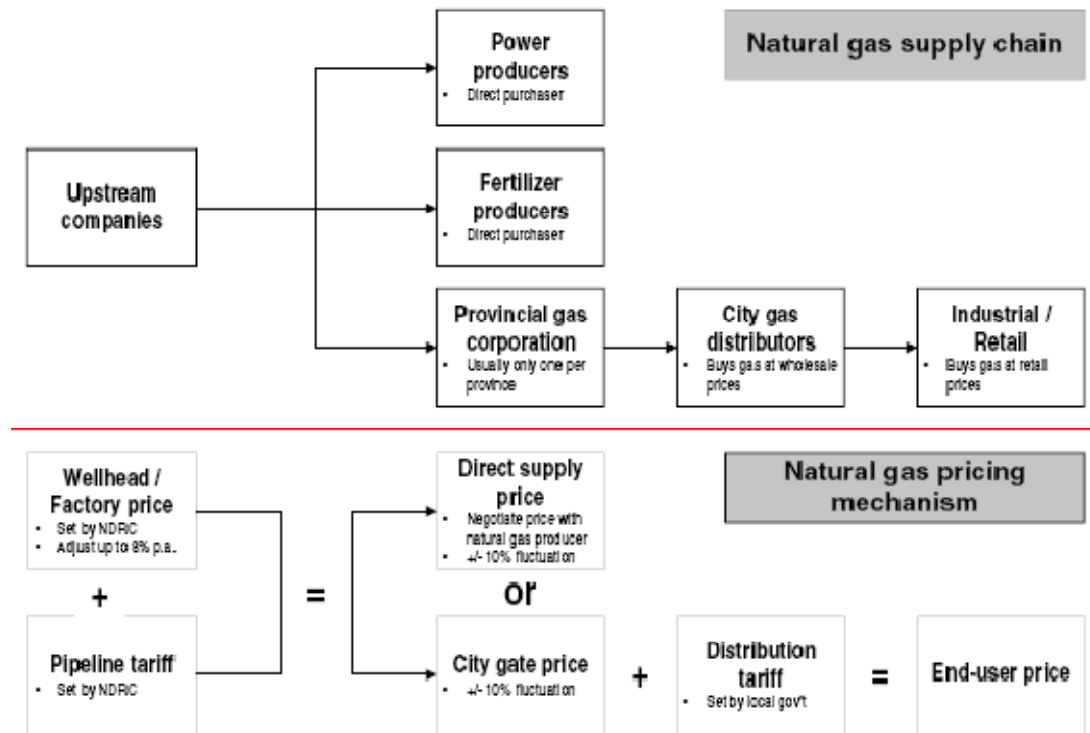 Natural gas supply chain
Power
producers
• Direct purchaser
Upstream
companies
Fertilizer
producers
• Direct purchaser
Provincial gas
corporation
• Usually only one per
province
City gas
distributors
• Buys gas at wholesale
prices
Industrial /
Retail
• Buys gas at retail
prices
Natural gas pricing
mechanism
Wellhead /
Factory price
• Set by NDRC
• Adjust up to 8% p.a.
+
Pipeline tariff
• Set by NDRC
=
Direct supply
price
• Negotiate price with
natural gas producer
• +/- 10% fluctuation
or
City gate price
• +/- 10% fluctuation
+
Distribution
tariff
• Set by local gov't
=
End-user price